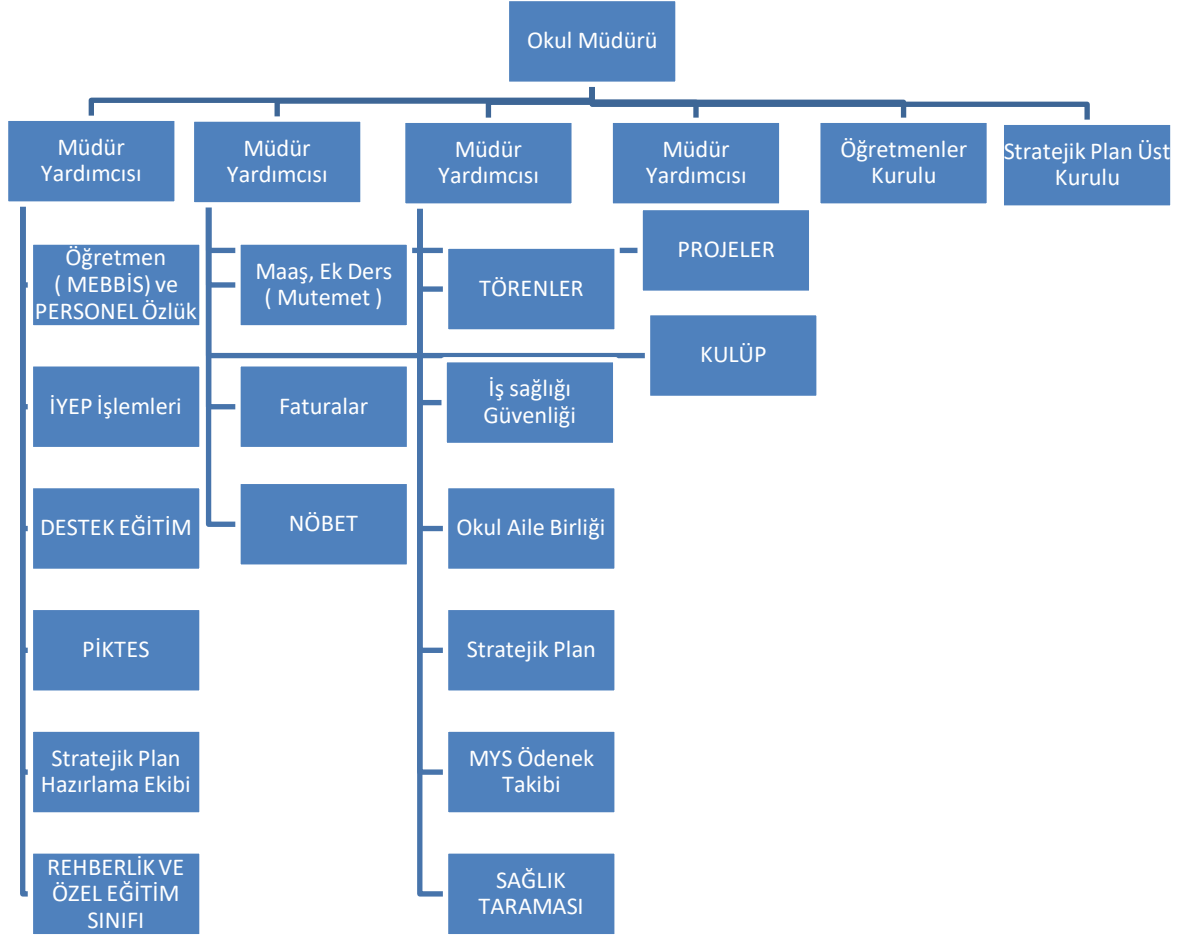 Okul Müdürü
Müdür
Yardımcısı
Müdür
Yardımcısı
Müdür
Yardımcısı
Müdür
Yardımcısı
Öğretmenler
Kurulu
Stratejik Plan Üst
Kurulu
Öğretmen
( MEBBİS) ve
PERSONEL Özlük
Maaş, Ek Ders
( Mutemet )
TÖRENLER
PROJELER
KULÜP
İYEP İşlemleri
Faturalar
İş sağlığı
Güvenliği
DESTEK EĞİTİM
NÖBET
Okul Aile Birliği
PİKTES
Stratejik Plan
Stratejik Plan
Hazırlama Ekibi
MYS Ödenek
Takibi
REHBERLİK VE
ÖZEL EĞİTİM
SINIFI
SAĞLIK
TARAMASI